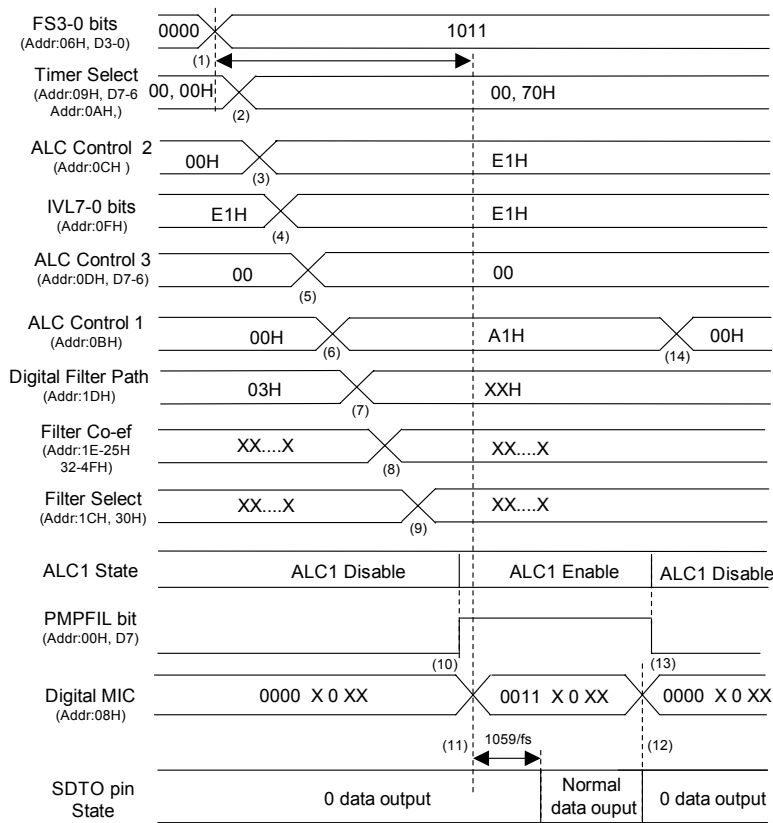 FS3-0 bits
(Addr:06H, D3-0)
0000
1011
(1)
Timer Select
(Addr:09H, D7-6
Addr:0AH,)
00, 00H
00, 70H
(2)
ALC Control 2
(Addr:0CH )
00H
E1H
(3)
IVL7-0 bits
(Addr:0FH)
E1H
E1H
(4)
ALC Control 3
(Addr:0DH, D7-6)
00
00
(5)
ALC Control 1
(Addr:0BH)
00H
A1H
00H
(6)
(14)
Digital Filter Path
(Addr:1DH)
03H
XXH
(7)
Filter Co-ef
(Addr:1E-25H
32-4FH)
XX....X
XX....X
(8)
Filter Select
(Addr:1CH, 30H)
XX....X
XX....X
(9)
ALC1 State
ALC1 Disable
ALC1 Enable
ALC1 Disable
PMPFIL bit
(Addr:00H, D7)
(10)
(13)
Digital MIC
(Addr:08H)
0000 X 0 XX
0011 X 0 XX
0000 X 0 XX
(11)
1059/fs
(12)
SDTO pin
State
0 data output
Normal
data ouput
0 data output